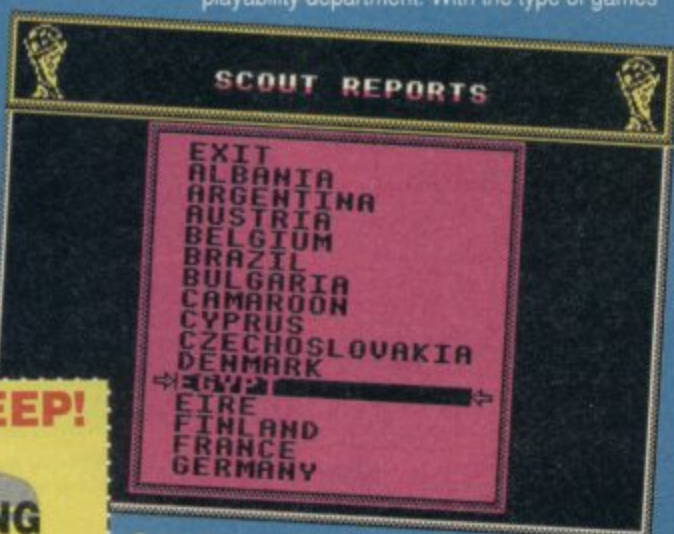 playability department. With the type of games
SCOUT REPORTS
EXIT
ALBANIA
ARGENTINA
AUSTRIA
BELGIUM
BRAZIL
BULGARIA
CAMAROON
CYPRUS
CZECHOSLOVAKIA
DENMARK
EGYPT
EIRE
FINLAND
FRANCE
GERMANY
EEP!
NG